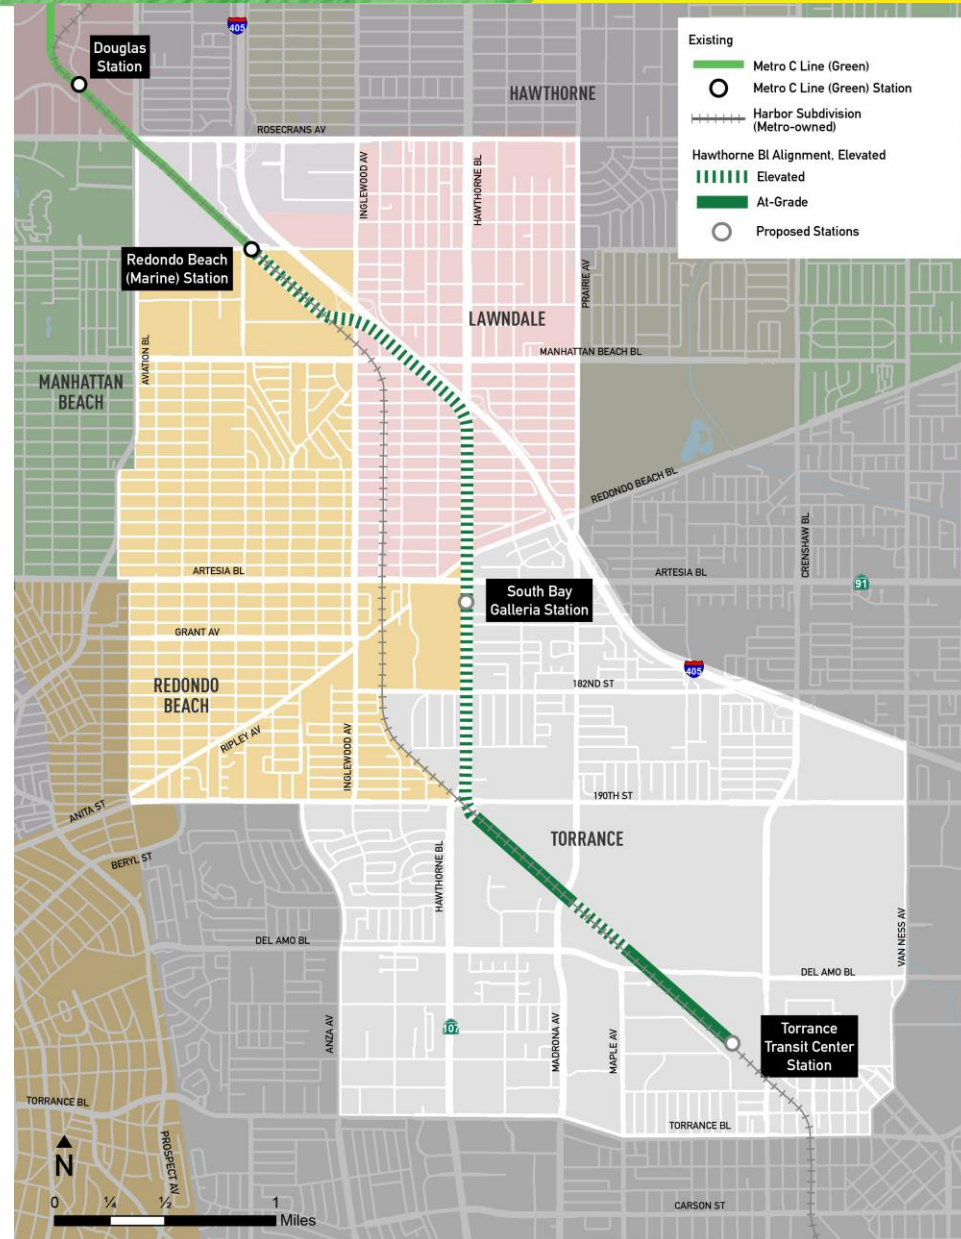 405
Douglas
Station
Existing
Metro C Line (Green)
Metro C Line (Green) Station
Harbor Subdivision
(Metro-owned)
Hawthorne Bl Alignment, Elevated
Elevated
At-Grade
Proposed Stations
HAWTHORNE
ROSECRANS AV
INGLEWOOD AV
HAWTHORNE BL
Redondo Beach
(Marine) Station
PRAIRIE AV
LAWNDALE
AVIATION BL
MANHATTAN BEACH BL
MANHATTAN
BEACH
REDONDO BEACH BL
CRENSHAW BL
ARTESIA BL
ARTESIA BL
91
South Bay
Galleria Station
GRANT AV
405
182ND ST
REDONDO
BEACH
RIPLEY AV
INGLEWOOD AV
190TH ST
ANITA ST
TORRANCE
BERYL ST
HAWTHORNE BL
VAN NESS AV
DEL AMO BL
DEL AMO BL
ANZA AV
107
MADRONA AV
MAPLE AV
Torrance
Transit Center
Station
TORRANCE BL
TORRANCE BL
PROSPECT AV
N
CARSON ST
0 ¼ ½ 1
Miles